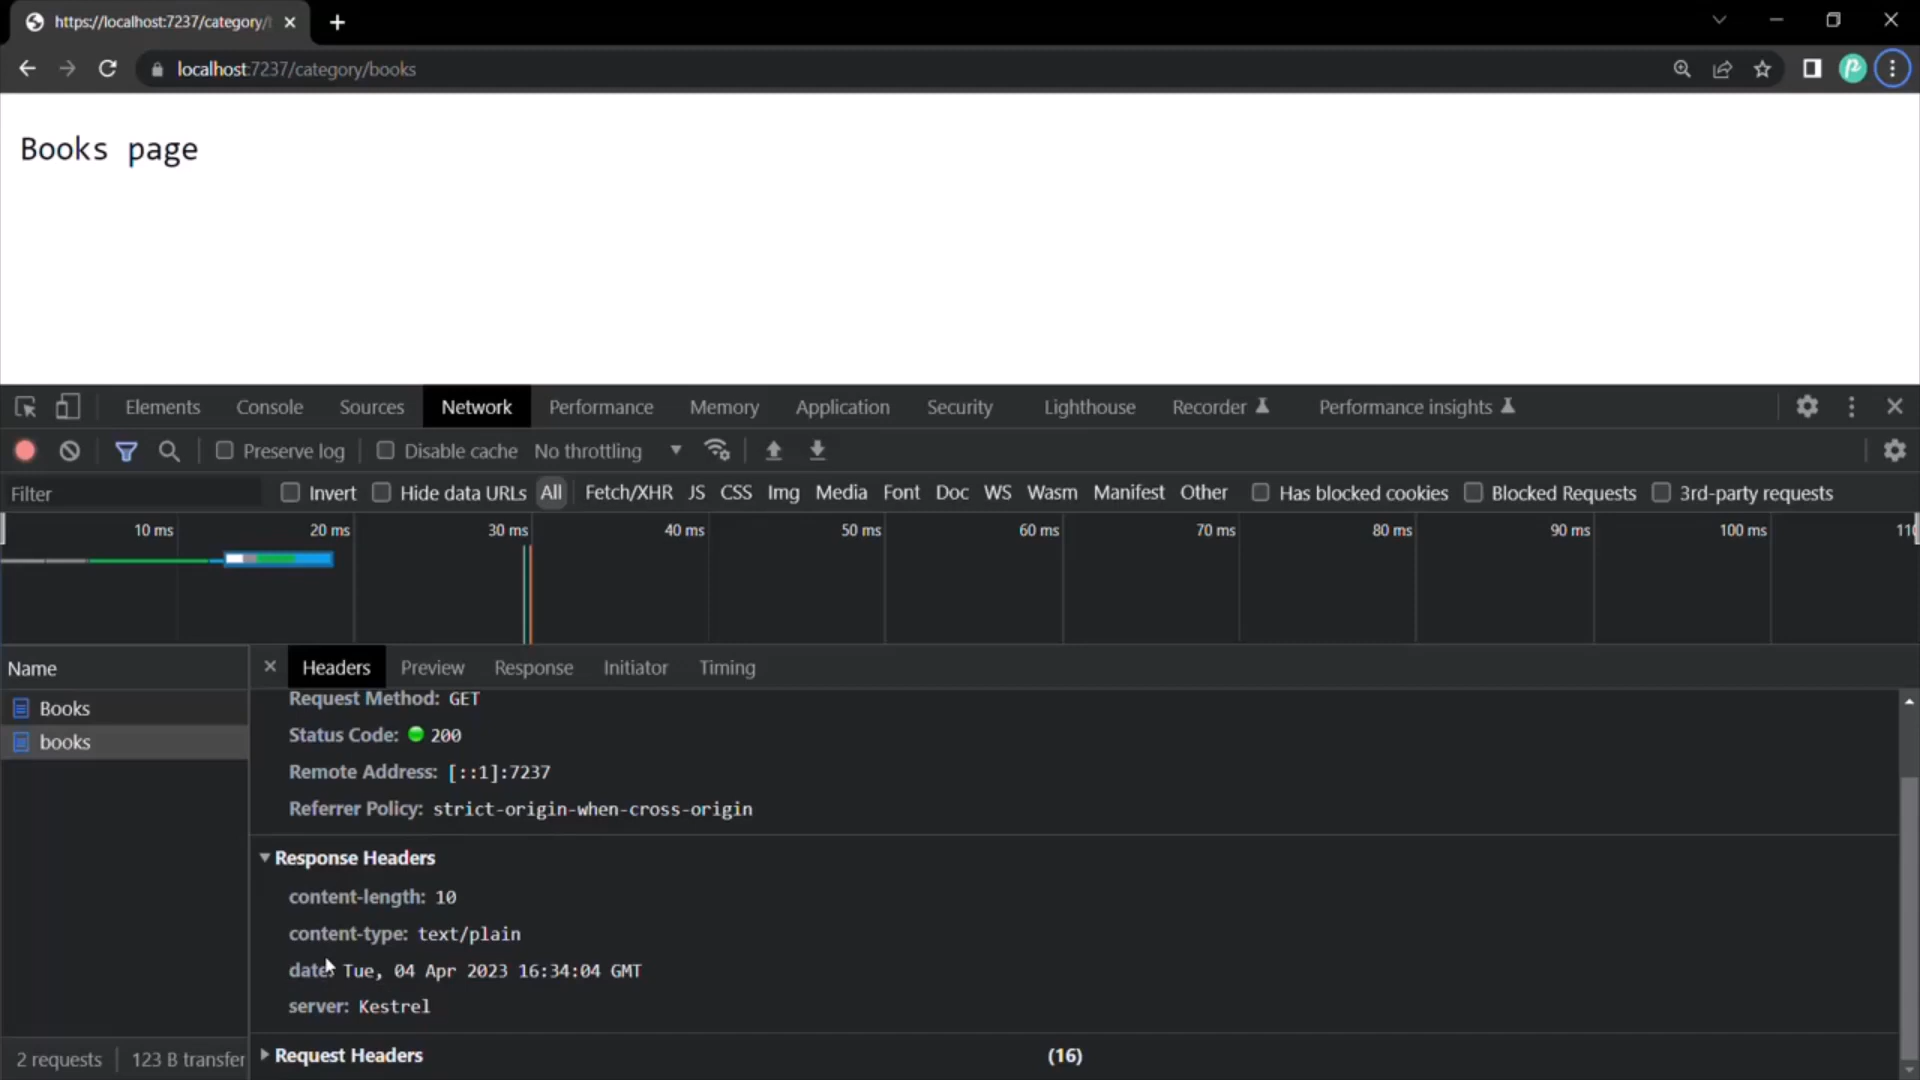 https://localhost:7237/category/
localhost:7237/category/books
Books page
Elements Console Sources Network Performance Memory Application Security Lighthouse Recorder Performance insights
Preserve log Disable cache No throttling
Filter Invert Hide data URLs All Fetch/XHR JS CSS Img Media Font Doc WS Wasm Manifest Other Has blocked cookies Blocked Requests 3rd-party requests
10 ms 20 ms 30 ms 40 ms 50 ms 60 ms 70 ms 80 ms 90 ms 100 ms 110
Name Headers Preview Response Initiator Timing
Books
books
Request Method: GET
Status Code: 200
Remote Address: [::1]:7237
Referrer Policy: strict-origin-when-cross-origin
Response Headers
content-length: 10
content-type: text/plain
date: Tue, 04 Apr 2023 16:34:04 GMT
server: Kestrel
Request Headers (16)
2 requests 123 B transfer